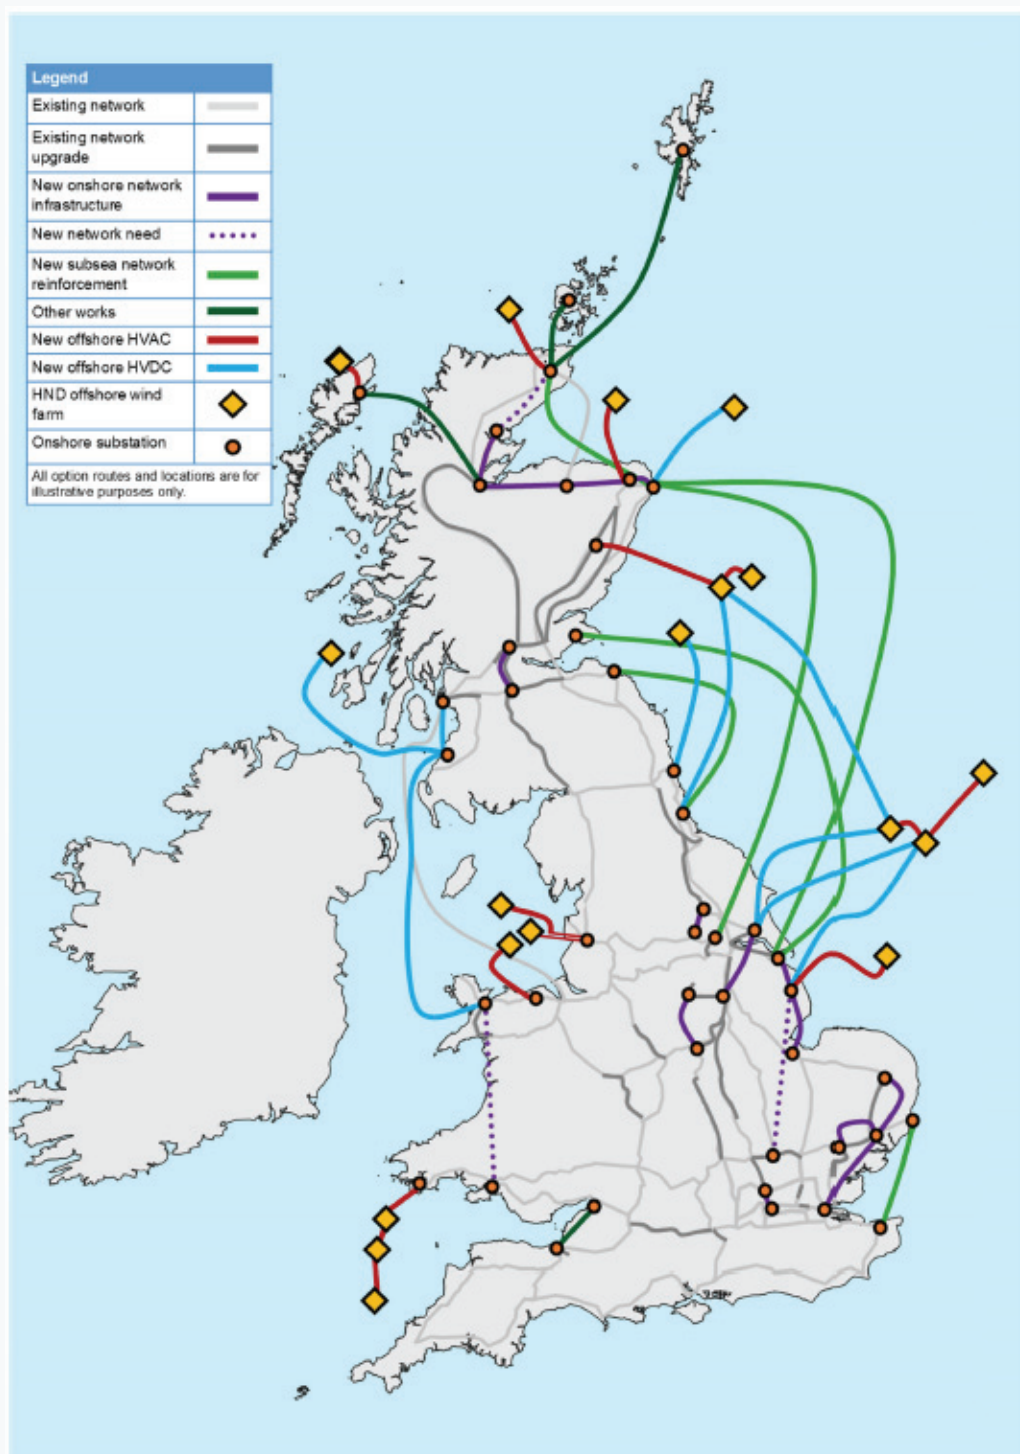 Legend
Existing network
Existing network
upgrade
New onshore network
infrastructure
New network need
New subsea network
reinforcement
Other works
New offshore HVAC
New offshore HVDC
HND offshore wind
farm
Onshore substation
All option routes and locations are for
illustrative purposes only.